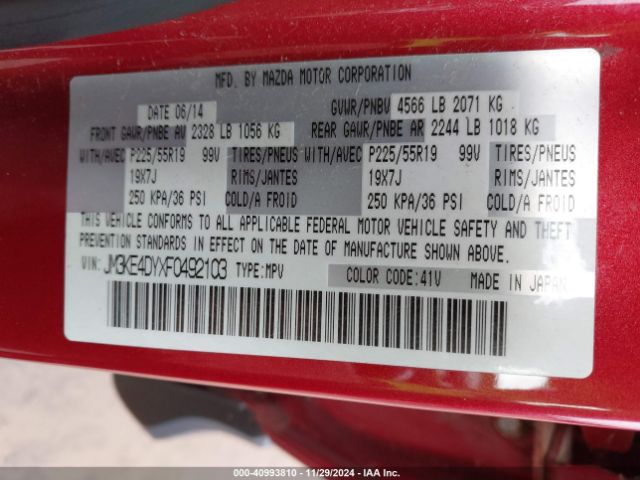 MFD. BY MAZDA MOTOR CORPORATION
DATE 06/14 GVWR/PNBV 4566 LB 2071 KG
FRONT GAWR/PNBE AV 2328 LB 1056 KG REAR GAWR/PNBE AR 2244 LB 1018 KG
WITH/AVEC P225/55R19 99V TIRES/PNEUS WITH/AVEC P225/55R19 99V TIRES/PNEUS
19X7J RIMS/JANTES 19X7J RIMS/JANTES
250 KPA/36 PSI COLD/A FROID 250 KPA/36 PSI COLD/A FROID
THIS VEHICLE CONFORMS TO ALL APPLICABLE FEDERAL MOTOR VEHICLE SAFETY AND THEFT
PREVENTION STANDARDS IN EFFECT ON THE DATE OF MANUFACTURE SHOWN ABOVE.
VIN: JM3KE4DYXF0492103 TYPE:MPV COLOR CODE:41V MADE IN JAPAN
000-40993810 - 11/29/2024 - IAA Inc.